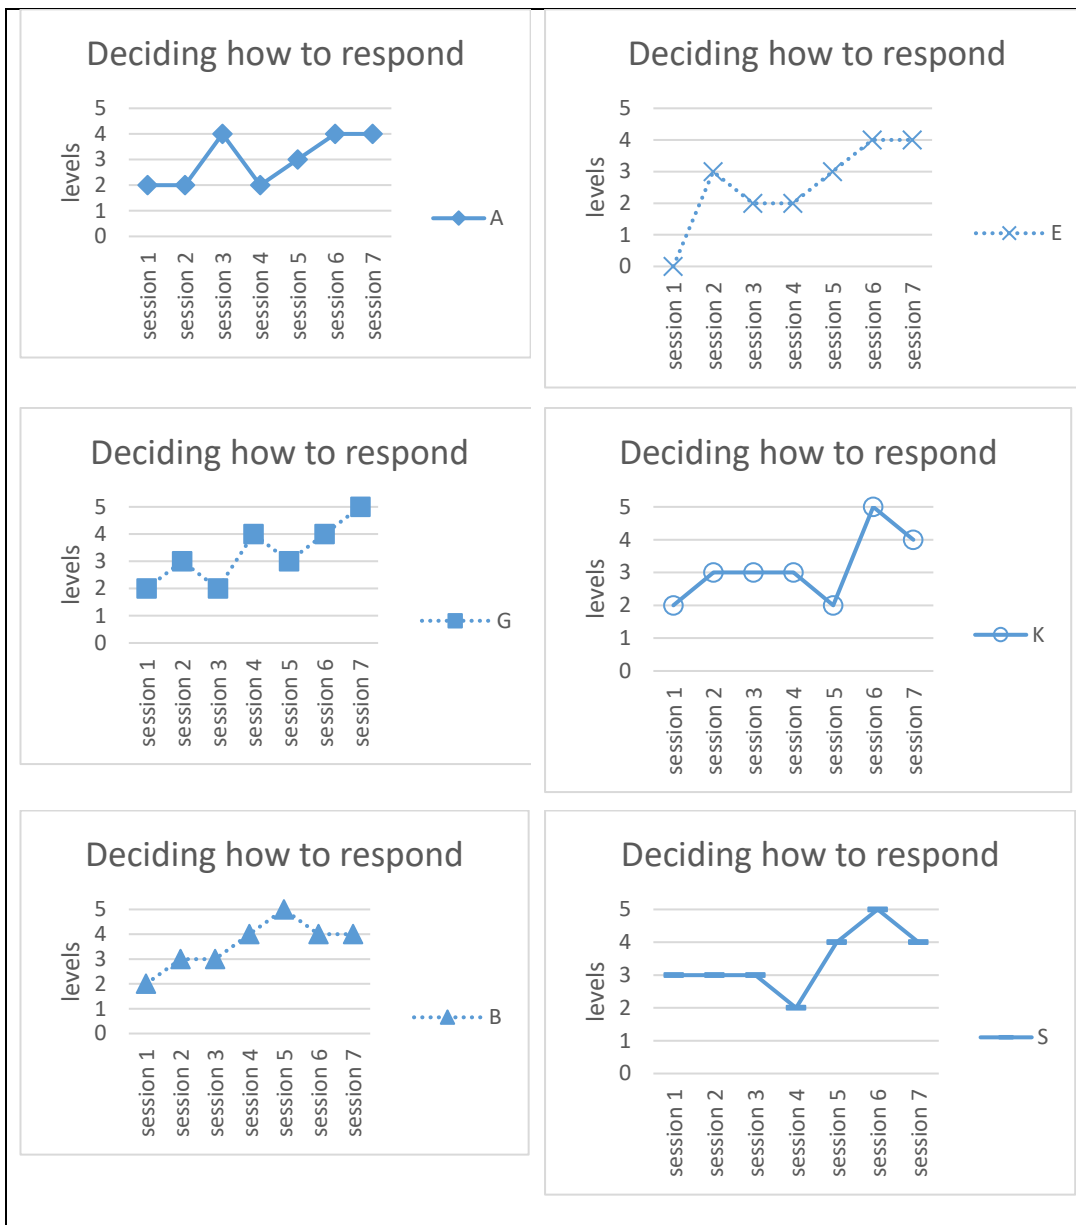 Deciding how to respond
5
4
3
2
1
0
levels
session 1
session 2
session 3
session 4
session 5
session 6
session 7
A
Deciding how to respond
5
4
3
2
1
0
levels
session 1
session 2
session 3
session 4
session 5
session 6
session 7
E
Deciding how to respond
5
4
3
2
1
0
levels
session 1
session 2
session 3
session 4
session 5
session 6
session 7
G
Deciding how to respond
5
4
3
2
1
0
levels
session 1
session 2
session 3
session 4
session 5
session 6
session 7
K
Deciding how to respond
5
4
3
2
1
0
levels
session 1
session 2
session 3
session 4
session 5
session 6
session 7
B
Deciding how to respond
5
4
3
2
1
0
levels
session 1
session 2
session 3
session 4
session 5
session 6
session 7
S